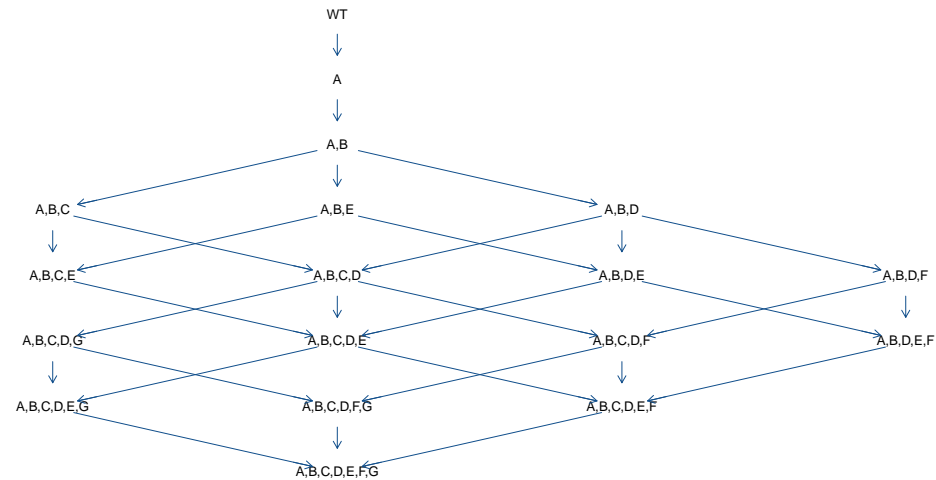 WT
A
A,B
A,B,C
A,B,E
A,B,D
A,B,C,E
A,B,C,D
A,B,D,E
A,B,D,F
A,B,C,D,G
A,B,C,D,E
A,B,C,D,F
A,B,D,E,F
A,B,C,D,E,G
A,B,C,D,F,G
A,B,C,D,E,F
A,B,C,D,E,F,G